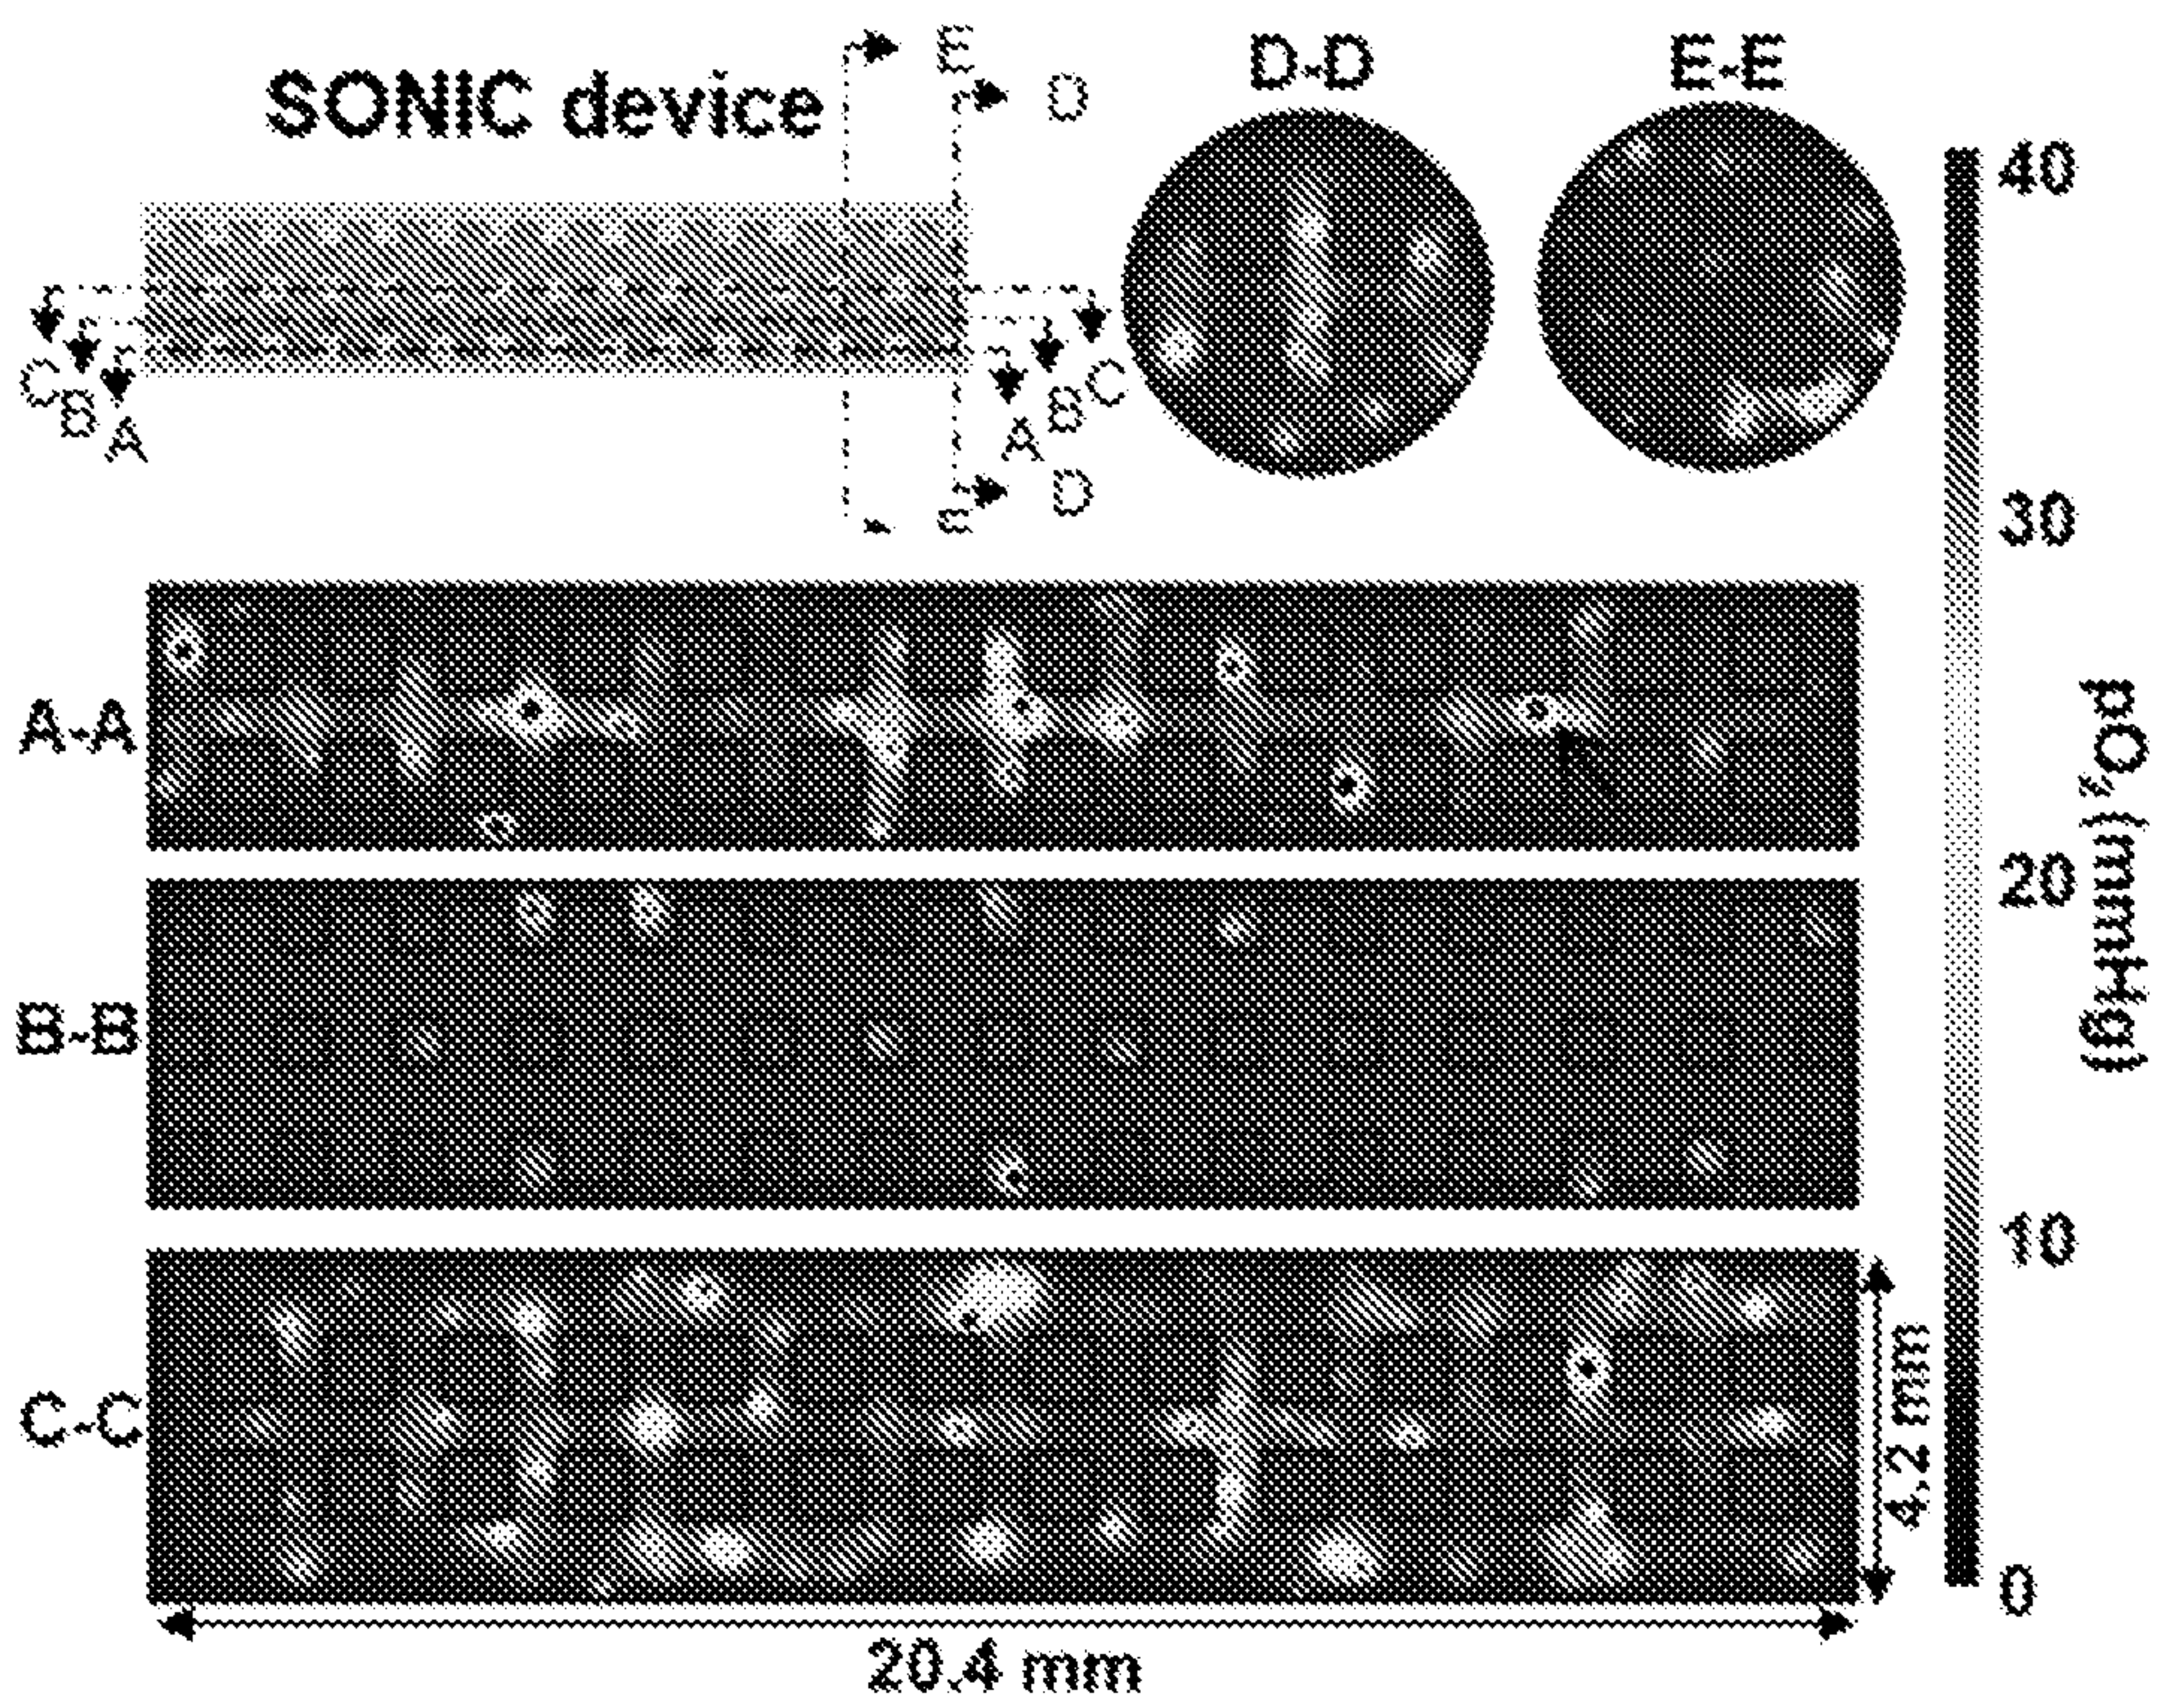 SONIC device
E
D
D-D
E-E
C
B
A
A
B
C
D
E
40
30
20
10
0
pO2 (mmHg)
A-A
B-B
C-C
4.2 mm
20.4 mm